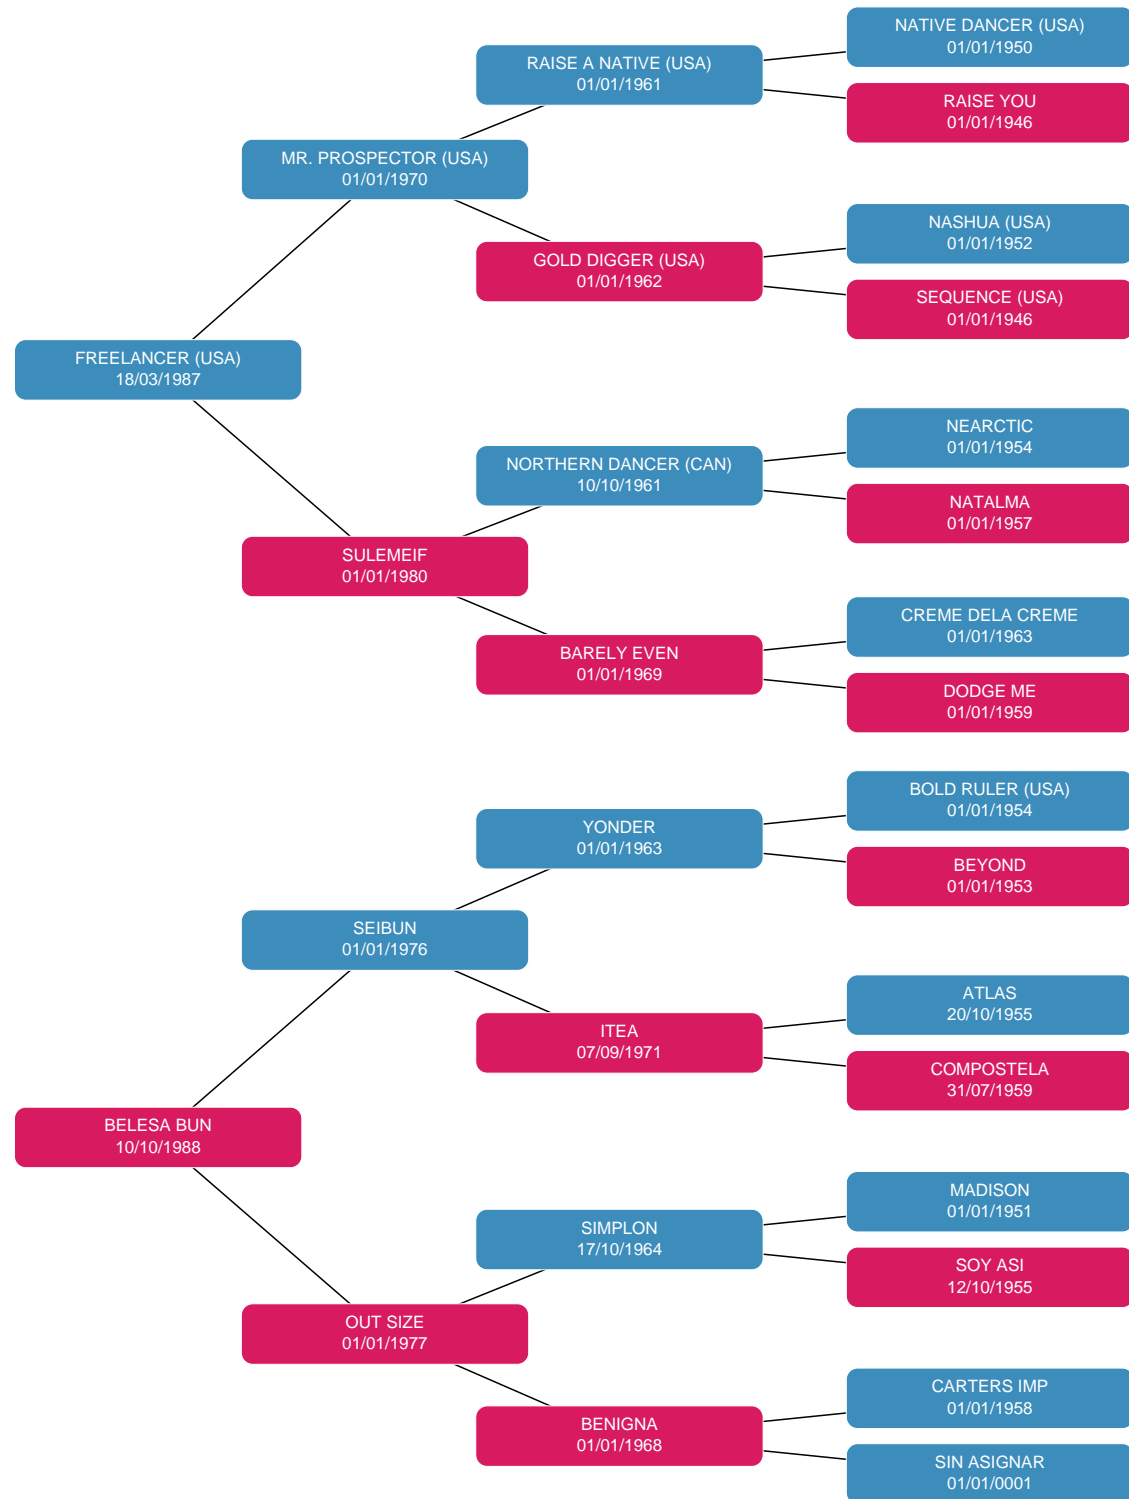 NATIVE DANCER (USA)
01/01/1950
RAISE A NATIVE (USA)
01/01/1961
RAISE YOU
01/01/1946
MR. PROSPECTOR (USA)
01/01/1970
NASHUA (USA)
01/01/1952
GOLD DIGGER (USA)
01/01/1962
SEQUENCE (USA)
01/01/1946
FREELANCER (USA)
18/03/1987
NEARCTIC
01/01/1954
NORTHERN DANCER (CAN)
10/10/1961
NATALMA
01/01/1957
SULEMEIF
01/01/1980
CREME DELA CREME
01/01/1963
BARELY EVEN
01/01/1969
DODGE ME
01/01/1959
BOLD RULER (USA)
01/01/1954
YONDER
01/01/1963
BEYOND
01/01/1953
SEIBUN
01/01/1976
ATLAS
20/10/1955
ITEA
07/09/1971
COMPOSTELA
31/07/1959
BELESA BUN
10/10/1988
MADISON
01/01/1951
SIMPLON
17/10/1964
SOY ASI
12/10/1955
OUT SIZE
01/01/1977
CARTERS IMP
01/01/1958
BENIGNA
01/01/1968
SIN ASIGNAR
01/01/0001